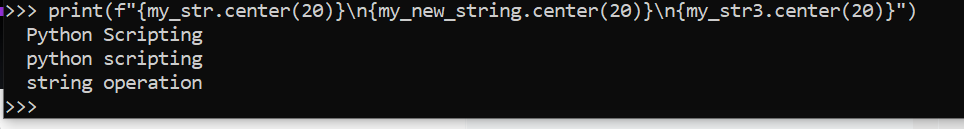 >>> print(f"{my_str.center(20)}\n{my_new_string.center(20)}\n{my_str3.center(20)}")
  Python Scripting
  python scripting
  string operation
>>>